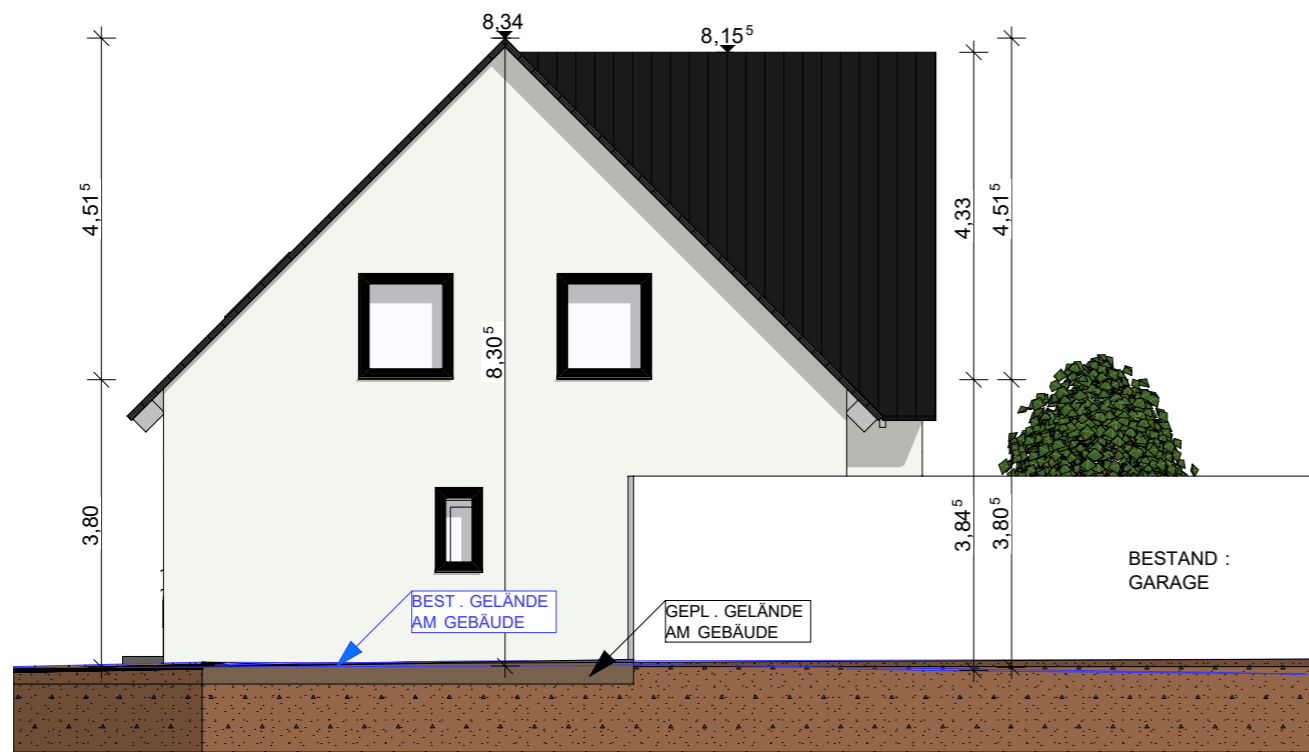 8,34
8,15⁵
4,51⁵
4,33
4,51⁵
8,30⁵
3,80
3,84⁵
3,80⁵
BESTAND :
GARAGE
BEST . GELÄNDE
AM GEBÄUDE
GEPL . GELÄNDE
AM GEBÄUDE